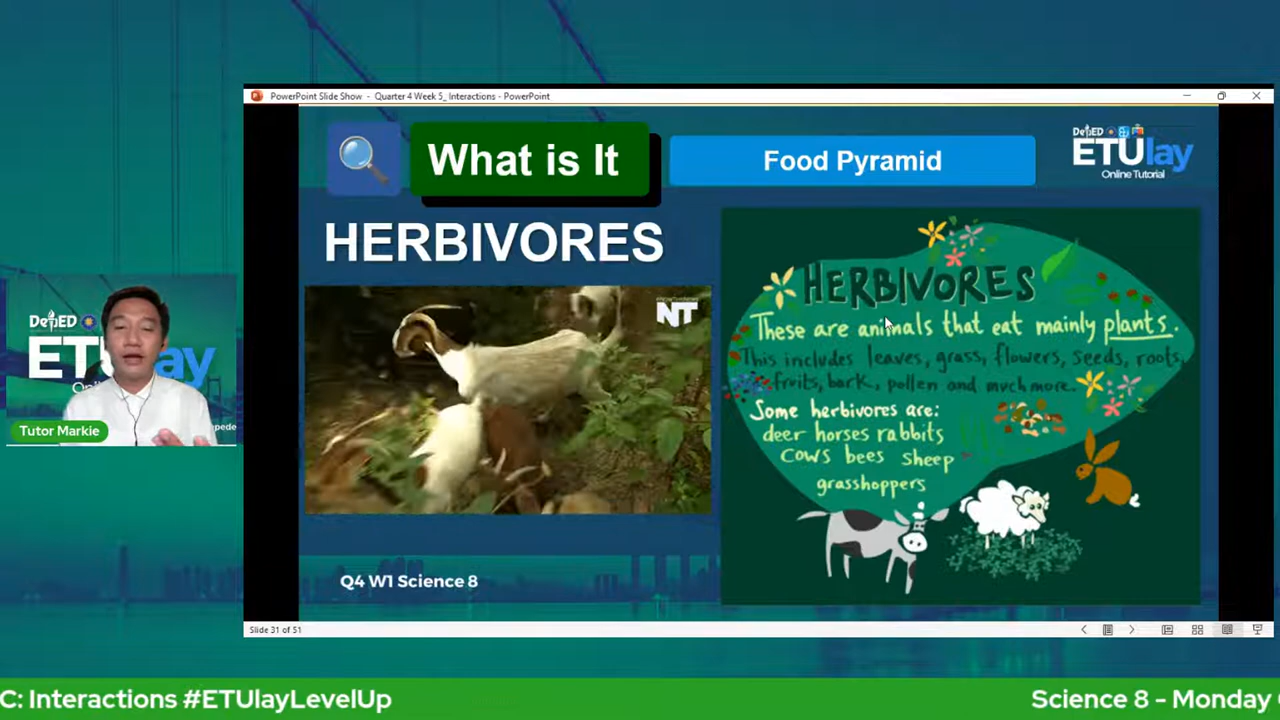 PowerPoint Slide Show - Quarter 4 Week 5_ Interactions - PowerPoint
What is It
Food Pyramid
DepED
ETUlay
Online Tutorial
HERBIVORES
NT
HERBIVORES
These are animals that eat mainly plants.
This includes leaves, grass, flowers, seeds, roots,
fruits, bark, pollen and much more.
Some herbivores are:
deer horses rabbits
cows bees sheep
grasshoppers
DepED
ETUlay
Tutor Markie
Q4 W1 Science 8
Slide 31 of 51
C: Interactions #ETUlayLevelUp
Science 8 - Monday